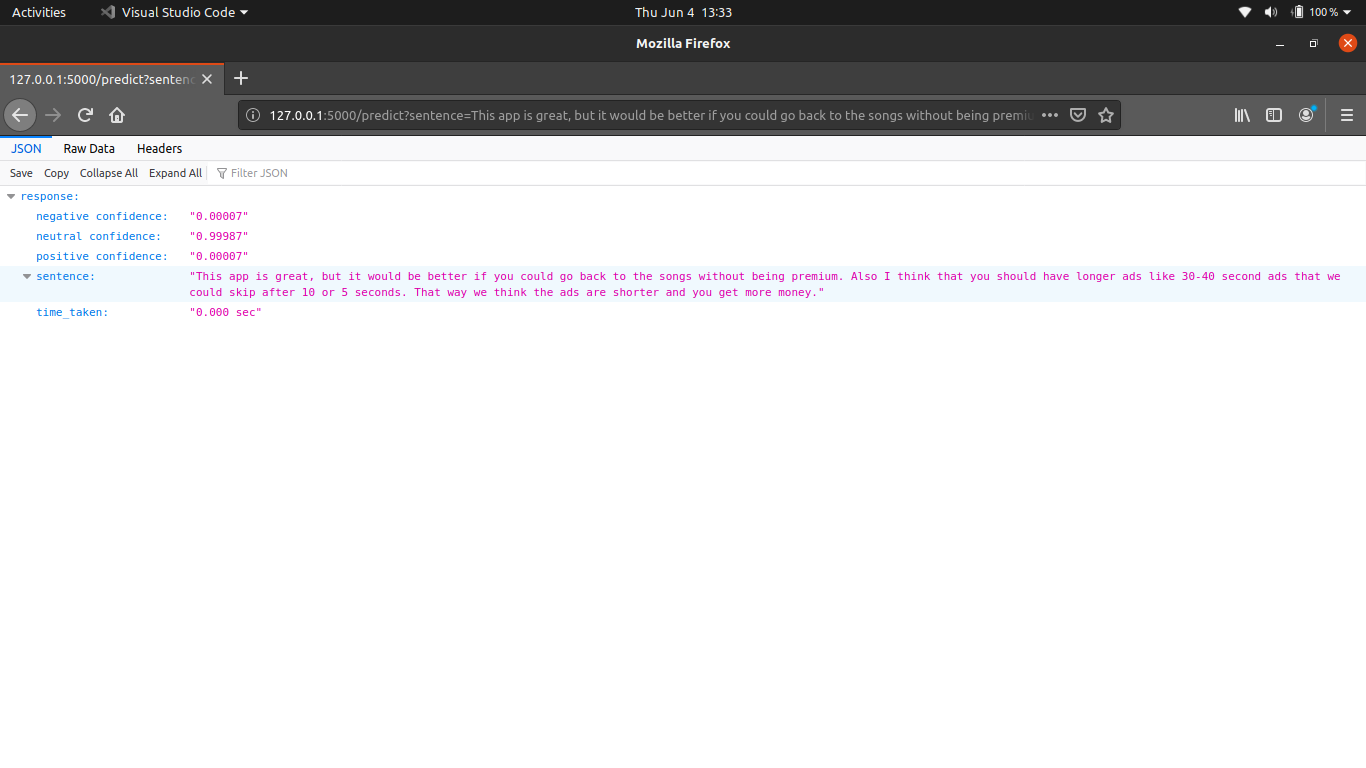 Activities Visual Studio Code Thu Jun 4 13:33 100 %
Mozilla Firefox
127.0.0.1:5000/predict?sentenc
127.0.0.1:5000/predict?sentence=This app is great, but it would be better if you could go back to the songs without being premiu
JSON Raw Data Headers
Save Copy Collapse All Expand All Filter JSON
response:
negative confidence: "0.00007"
neutral confidence: "0.99987"
positive confidence: "0.00007"
sentence: "This app is great, but it would be better if you could go back to the songs without being premium. Also I think that you should have longer ads like 30-40 second ads that we
could skip after 10 or 5 seconds. That way we think the ads are shorter and you get more money."
time_taken: "0.000 sec"